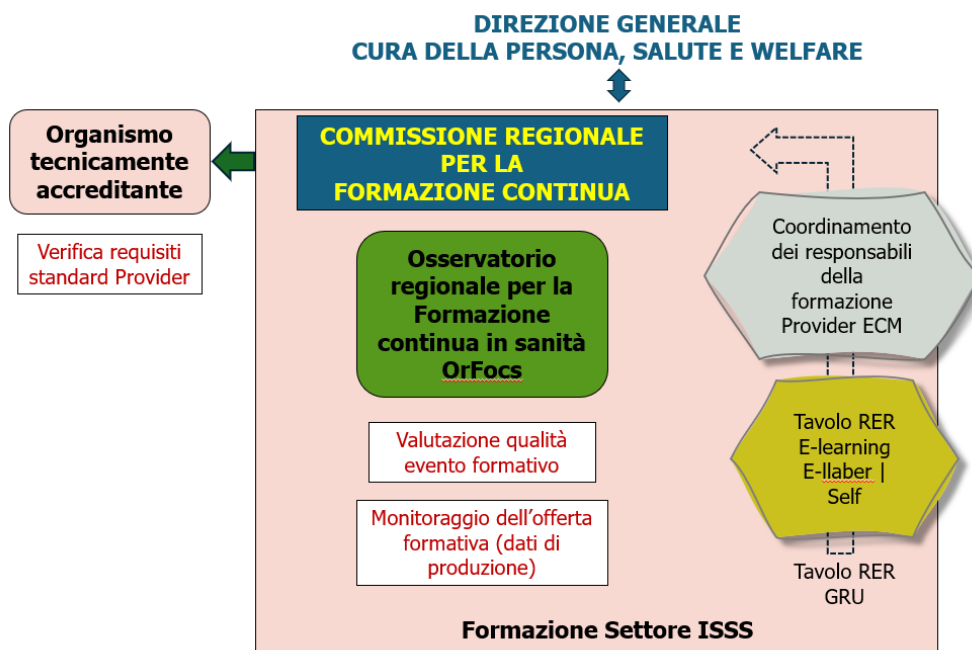 DIREZIONE GENERALE
CURA DELLA PERSONA, SALUTE E WELFARE
Organismo
tecnicamente
accreditante
Verifica requisiti
standard Provider
COMMISSIONE REGIONALE
PER LA
FORMAZIONE CONTINUA
Osservatorio
regionale per la
Formazione
continua in sanità
OrFocs
Valutazione qualità
evento formativo
Monitoraggio dell'offerta
formativa (dati di
produzione)
Coordinamento
dei responsabili
della
formazione
Provider ECM
Tavolo RER
E-learning
E-llaber |
Self
Tavolo RER
GRU
Formazione Settore ISSS